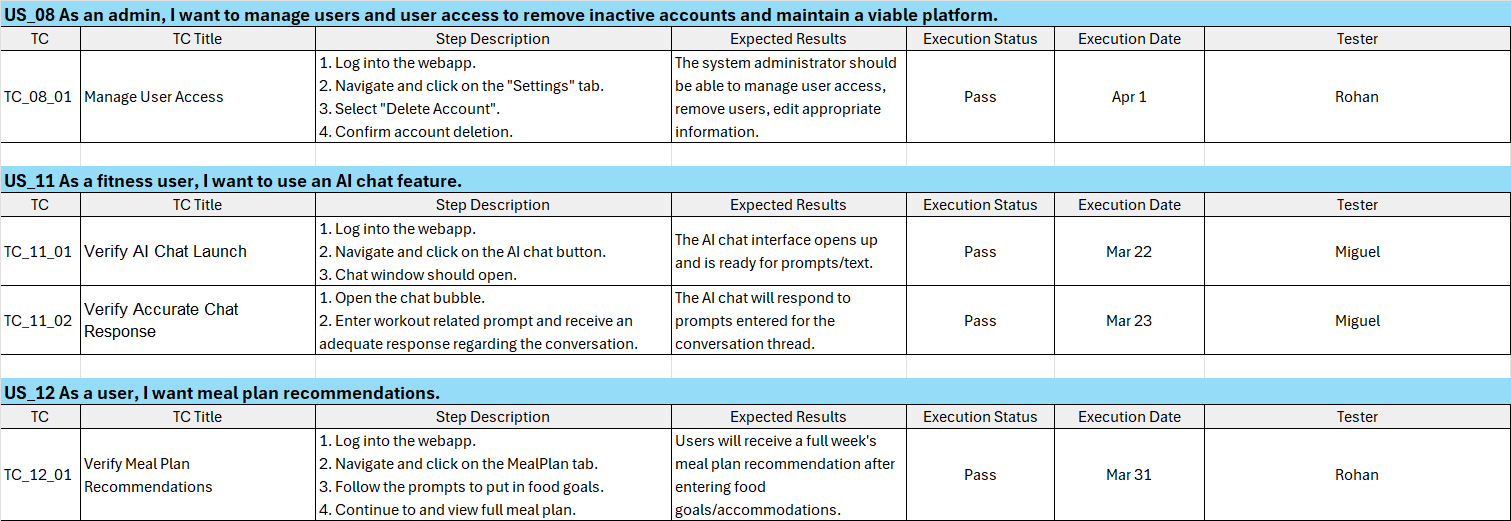 US_08 As an admin, I want to manage users and user access to remove inactive accounts and maintain a viable platform.
TC TC Title Step Description Expected Results Execution Status Execution Date Tester
TC_08_01 Manage User Access
1. Log into the webapp.
2. Navigate and click on the "Settings" tab.
3. Select "Delete Account".
4. Confirm account deletion.
The system administrator should
be able to manage user access,
remove users, edit appropriate
information.
Pass Apr 1 Rohan
US_11 As a fitness user, I want to use an AI chat feature.
TC TC Title Step Description Expected Results Execution Status Execution Date Tester
TC_11_01 Verify AI Chat Launch
1. Log into the webapp.
2. Navigate and click on the AI chat button.
3. Chat window should open.
The AI chat interface opens up
and is ready for prompts/text.
Pass Mar 22 Miguel
TC_11_02 Verify Accurate Chat
Response
1. Open the chat bubble.
2. Enter workout related prompt and receive an
adequate response regarding the conversation.
The AI chat will respond to
prompts entered for the
conversation thread.
Pass Mar 23 Miguel
US_12 As a user, I want meal plan recommendations.
TC TC Title Step Description Expected Results Execution Status Execution Date Tester
TC_12_01 Verify Meal Plan
Recommendations
1. Log into the webapp.
2. Navigate and click on the MealPlan tab.
3. Follow the prompts to put in food goals.
4. Continue to and view full meal plan.
Users will receive a full week's
meal plan recommendation after
entering food
goals/accommodations.
Pass Mar 31 Rohan